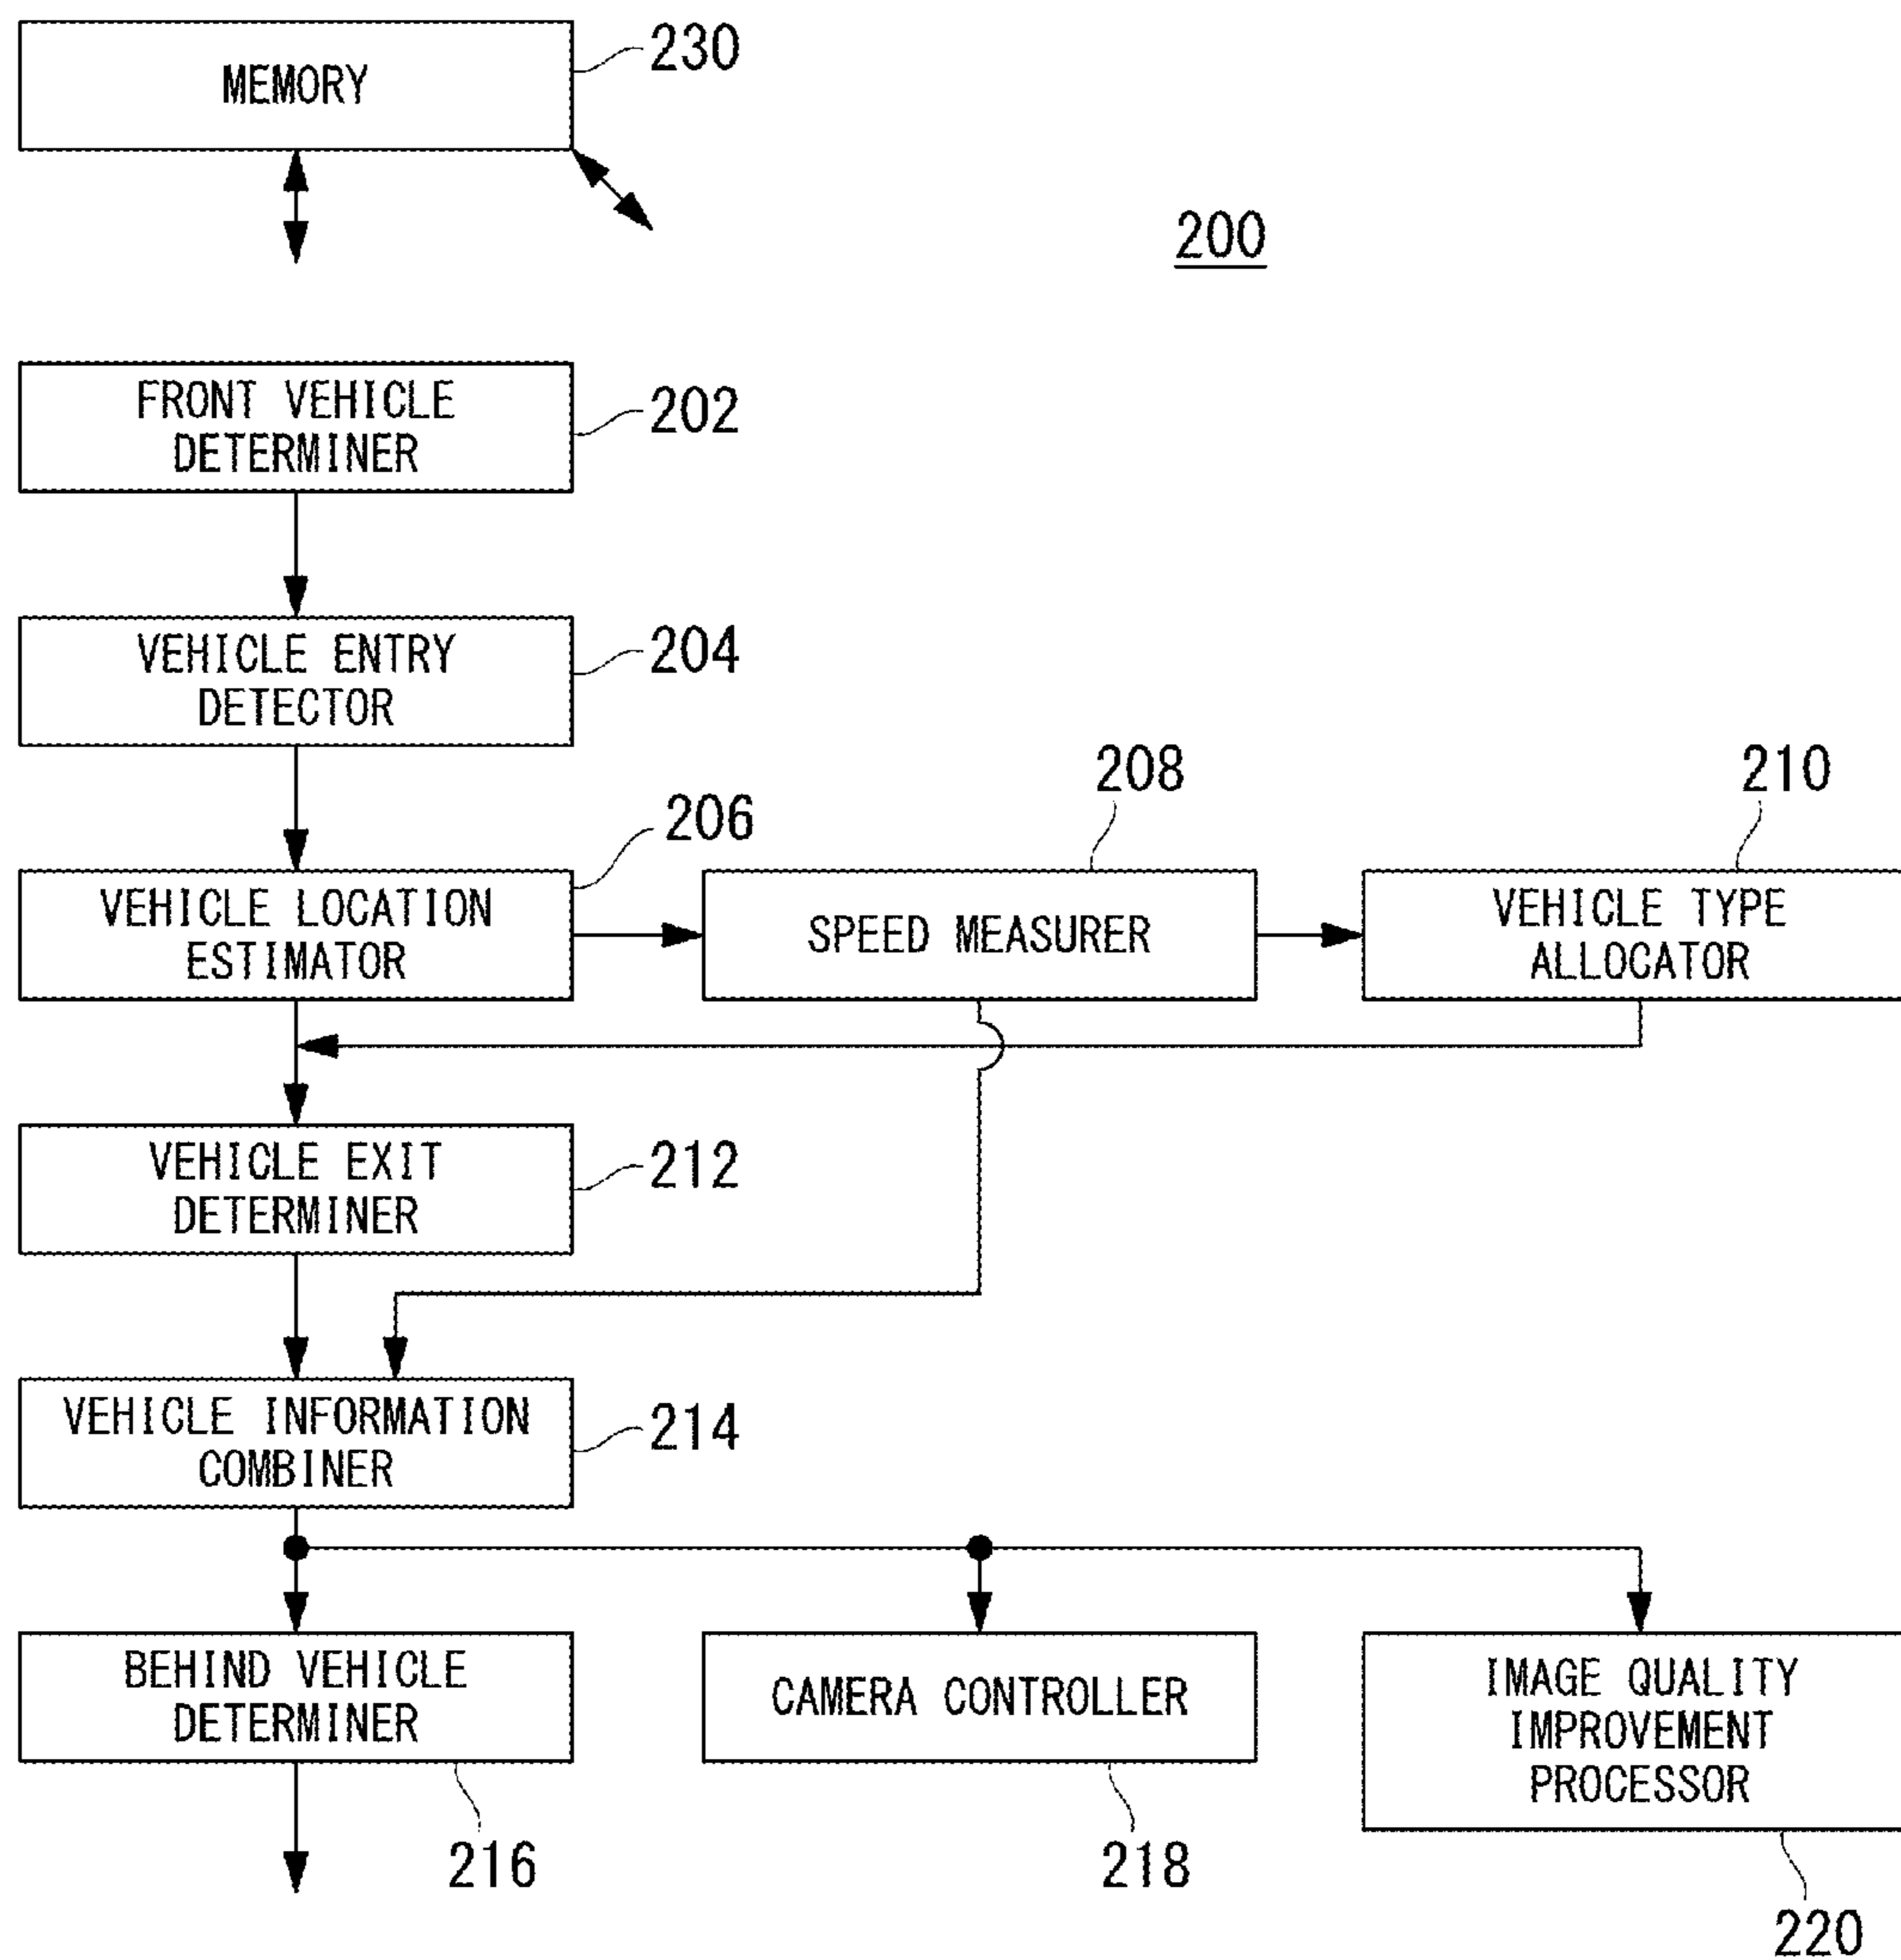 MEMORY
230
200
FRONT VEHICLE
DETERMINER
202
VEHICLE ENTRY
DETECTOR
204
206
208
210
VEHICLE LOCATION
ESTIMATOR
SPEED MEASURER
VEHICLE TYPE
ALLOCATOR
VEHICLE EXIT
DETERMINER
212
VEHICLE INFORMATION
COMBINER
214
BEHIND VEHICLE
DETERMINER
CAMERA CONTROLLER
IMAGE QUALITY
IMPROVEMENT
PROCESSOR
216
218
220